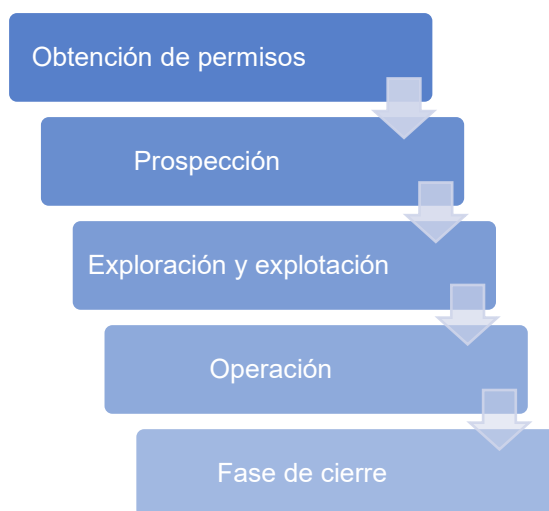 Obtención de permisos
Prospección
Exploración y explotación
Operación
Fase de cierre